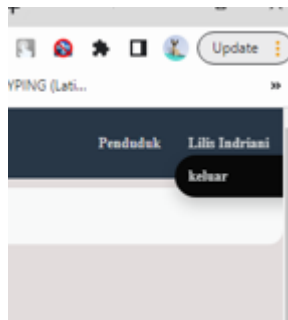 Update
YPING (Lati...
»
Penduduk Lilis Indriani
keluar